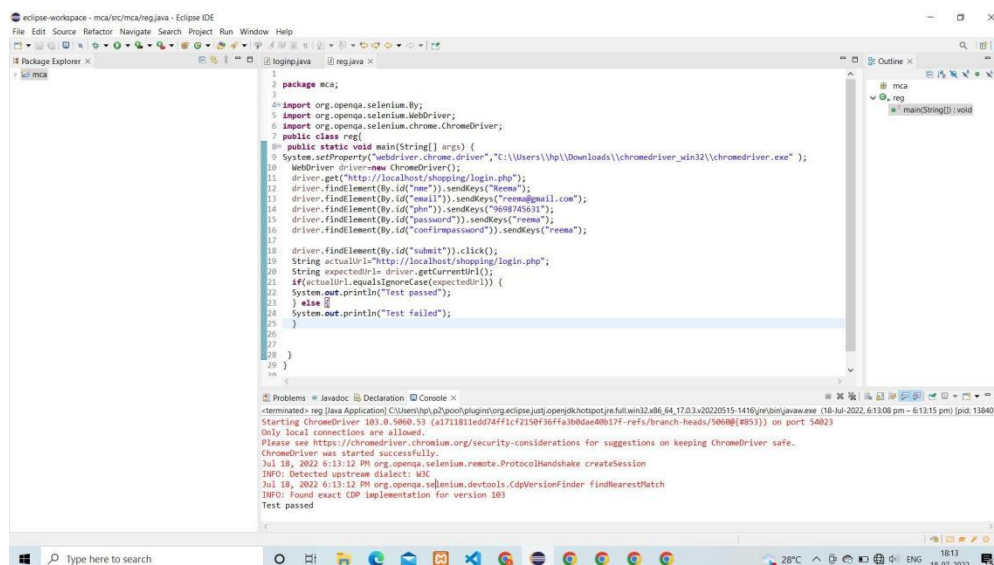 eclipse-workspace - mca/src/mca/reg.java - Eclipse IDE
File Edit Source Refactor Navigate Search Project Run Window Help
Package Explorer
loginp.java
reg.java
Outline
mca
mca
reg
main(String[]) : void
1
2 package mca;
3
4 import org.openqa.selenium.By;
5 import org.openqa.selenium.WebDriver;
6 import org.openqa.selenium.chrome.ChromeDriver;
7 public class reg{
8 public static void main(String[] args) {
9 System.setProperty("webdriver.chrome.driver","C:\\Users\\hp\\Downloads\\chromedriver_win32\\chromedriver.exe" );
10 WebDriver driver=new ChromeDriver();
11 driver.get("http://localhost/shopping/login.php");
12 driver.findElement(By.id("nme")).sendKeys("Reema");
13 driver.findElement(By.id("email")).sendKeys("reema@gmail.com");
14 driver.findElement(By.id("phn")).sendKeys("9698745631");
15 driver.findElement(By.id("password")).sendKeys("reema");
16 driver.findElement(By.id("confirmpassword")).sendKeys("reema");
17
18 driver.findElement(By.id("submit")).click();
19 String actualUrl="http://localhost/shopping/login.php";
20 String expectedUrl= driver.getCurrentUrl();
21 if(actualUrl.equalsIgnoreCase(expectedUrl)) {
22 System.out.println("Test passed");
23 } else {
24 System.out.println("Test failed");
25 }
26
27
28 }
29 }
30
Problems Javadoc Declaration Console
<terminated> reg [Java Application] C:\Users\hp\.p2\pool\plugins\org.eclipse.justj.openjdk.hotspot.jre.full.win32.x86_64_17.0.3.v20220515-1416\jre\bin\javaw.exe (18-Jul-2022, 6:13:08 pm – 6:13:15 pm) [pid: 13840
Starting ChromeDriver 103.0.5060.53 (a1711811edd74ff1cf2150f36ffa3b0dae40b17f-refs/branch-heads/5060@{#853}) on port 54023
Only local connections are allowed.
Please see https://chromedriver.chromium.org/security-considerations for suggestions on keeping ChromeDriver safe.
ChromeDriver was started successfully.
Jul 18, 2022 6:13:12 PM org.openqa.selenium.remote.ProtocolHandshake createSession
INFO: Detected upstream dialect: W3C
Jul 18, 2022 6:13:12 PM org.openqa.selenium.devtools.CdpVersionFinder findNearestMatch
INFO: Found exact CDP implementation for version 103
Test passed
Type here to search
28°C
ENG
18:13
18-07-2022